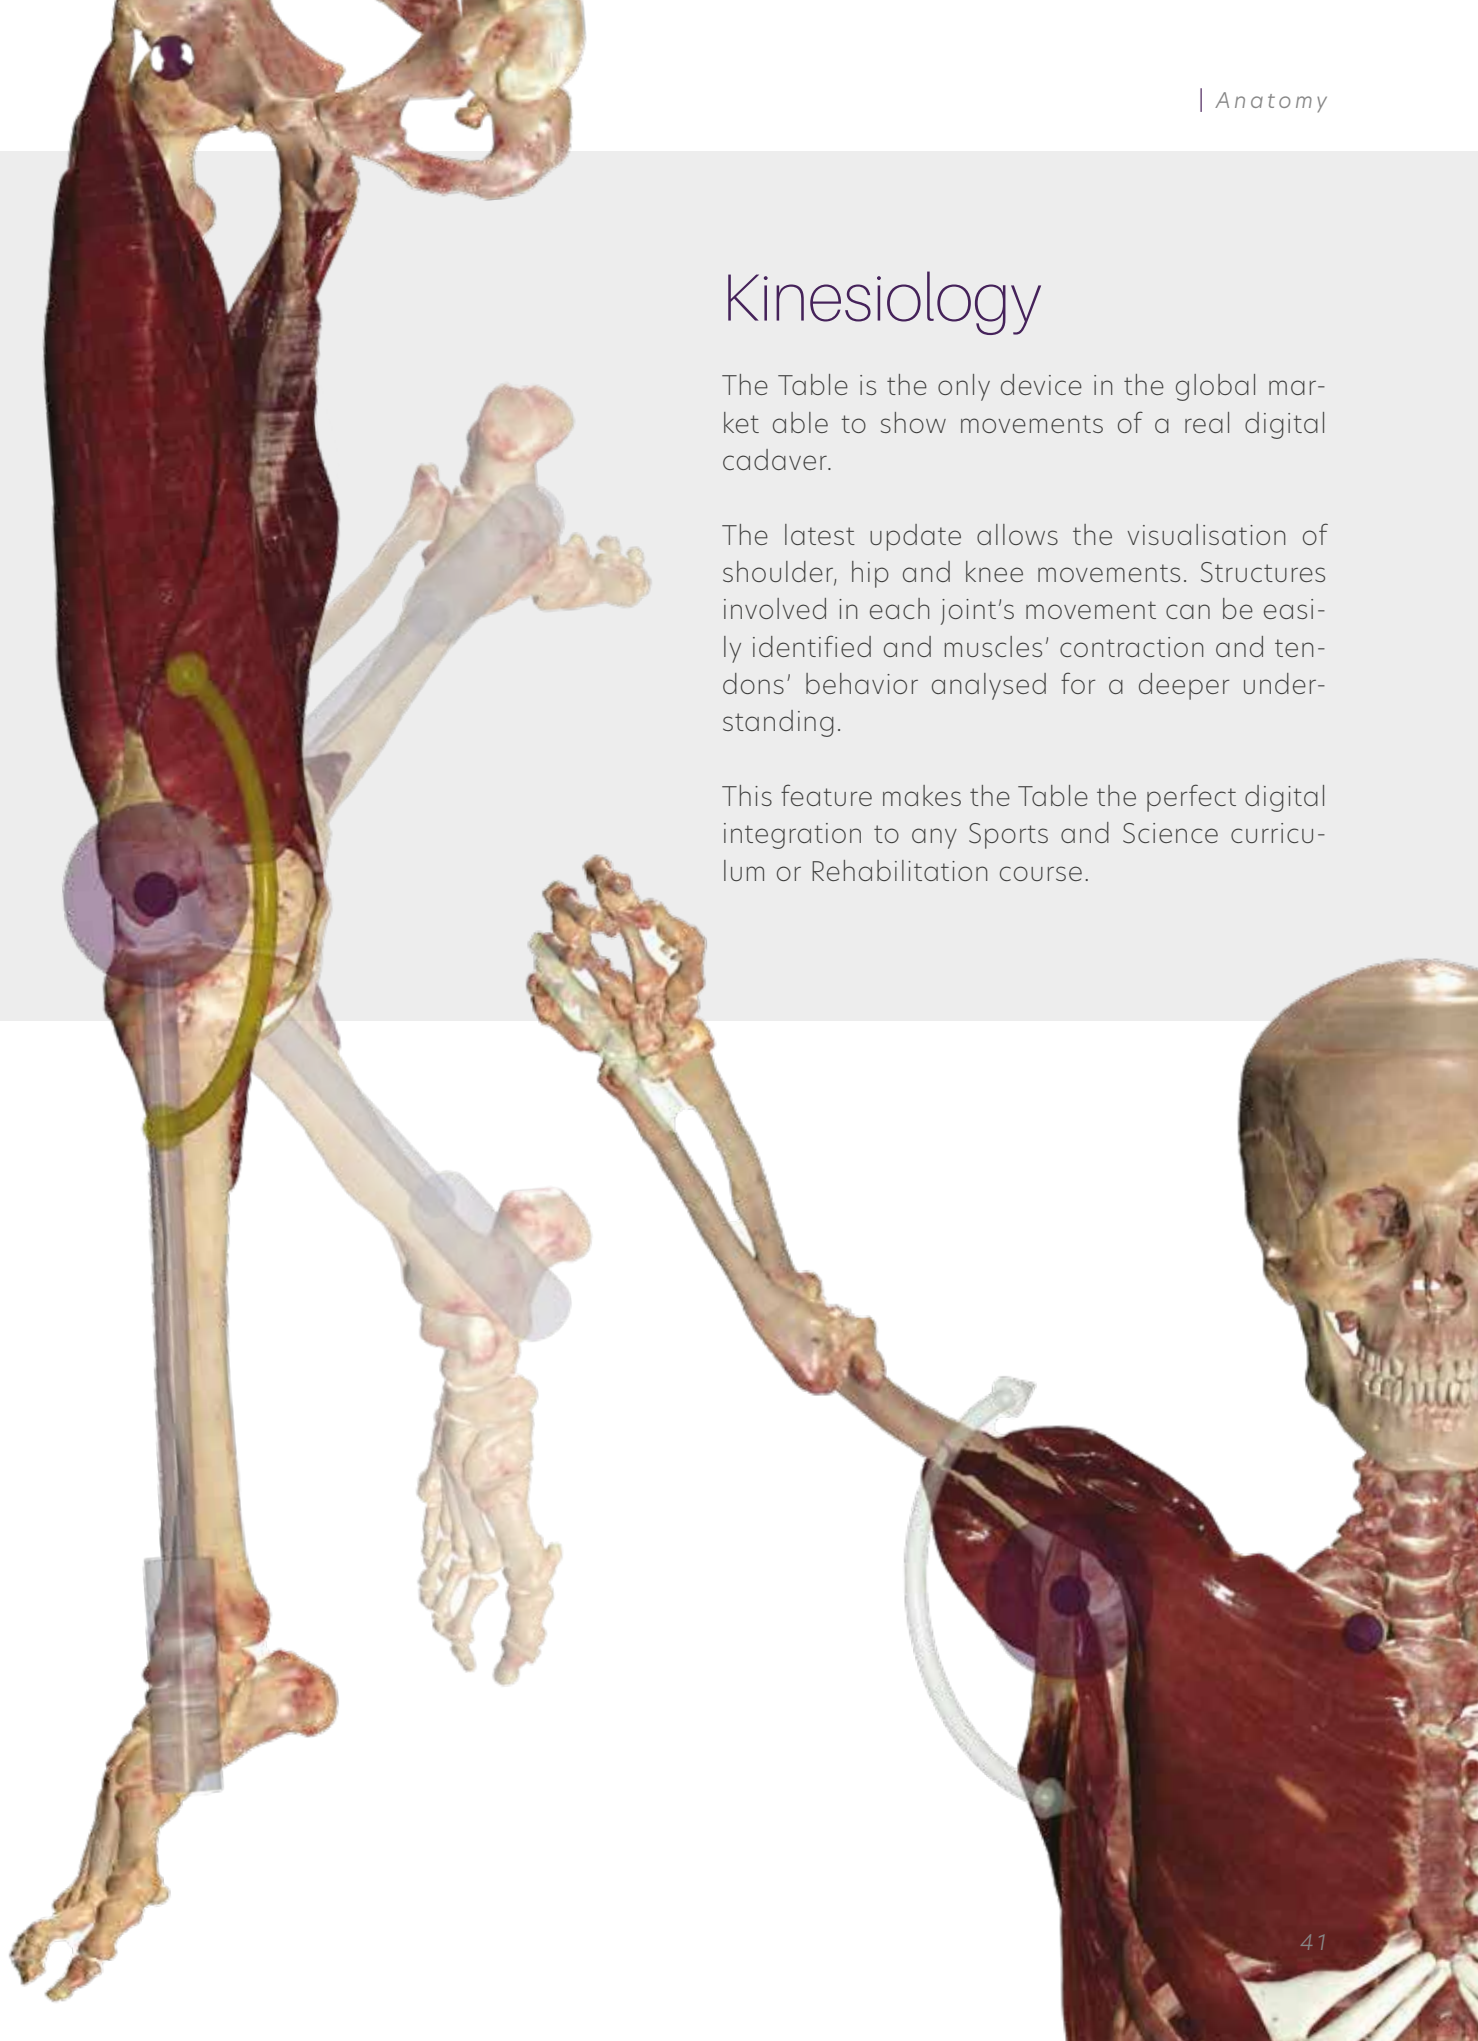 Anatomy
Kinesiology
The Table is the only device in the global mar-
ket able to show movements of a real digital
cadaver.
The latest update allows the visualisation of
shoulder, hip and knee movements. Structures
involved in each joint’s movement can be easi-
ly identified and muscles’ contraction and ten-
dons’ behavior analysed for a deeper under-
standing.
This feature makes the Table the perfect digital
integration to any Sports and Science curricu-
lum or Rehabilitation course.
41